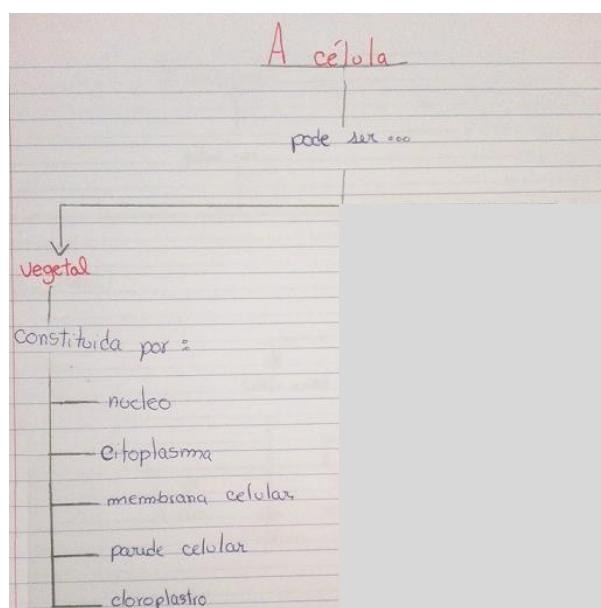 A célula
pode ser...
vegetal
constituida por:
nucleo
citoplasma
membrana celular
parede celular
cloroplastro